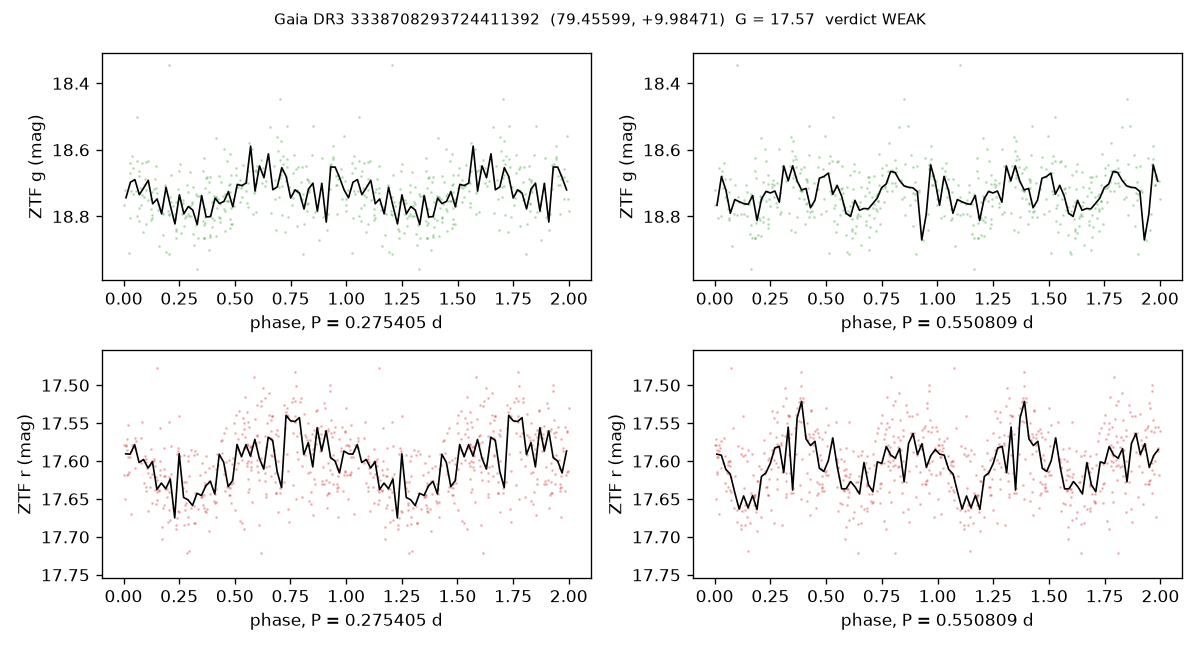 Gaia DR3 3338708293724411392  (79.45599, +9.98471)  G = 17.57  verdict WEAK
ZTF g (mag)
18.4
18.6
18.8
0.00 0.25 0.50 0.75 1.00 1.25 1.50 1.75 2.00
phase, P = 0.275405 d
ZTF g (mag)
18.4
18.6
18.8
0.00 0.25 0.50 0.75 1.00 1.25 1.50 1.75 2.00
phase, P = 0.550809 d
ZTF r (mag)
17.50
17.55
17.60
17.65
17.70
17.75
0.00 0.25 0.50 0.75 1.00 1.25 1.50 1.75 2.00
phase, P = 0.275405 d
ZTF r (mag)
17.50
17.55
17.60
17.65
17.70
17.75
0.00 0.25 0.50 0.75 1.00 1.25 1.50 1.75 2.00
phase, P = 0.550809 d